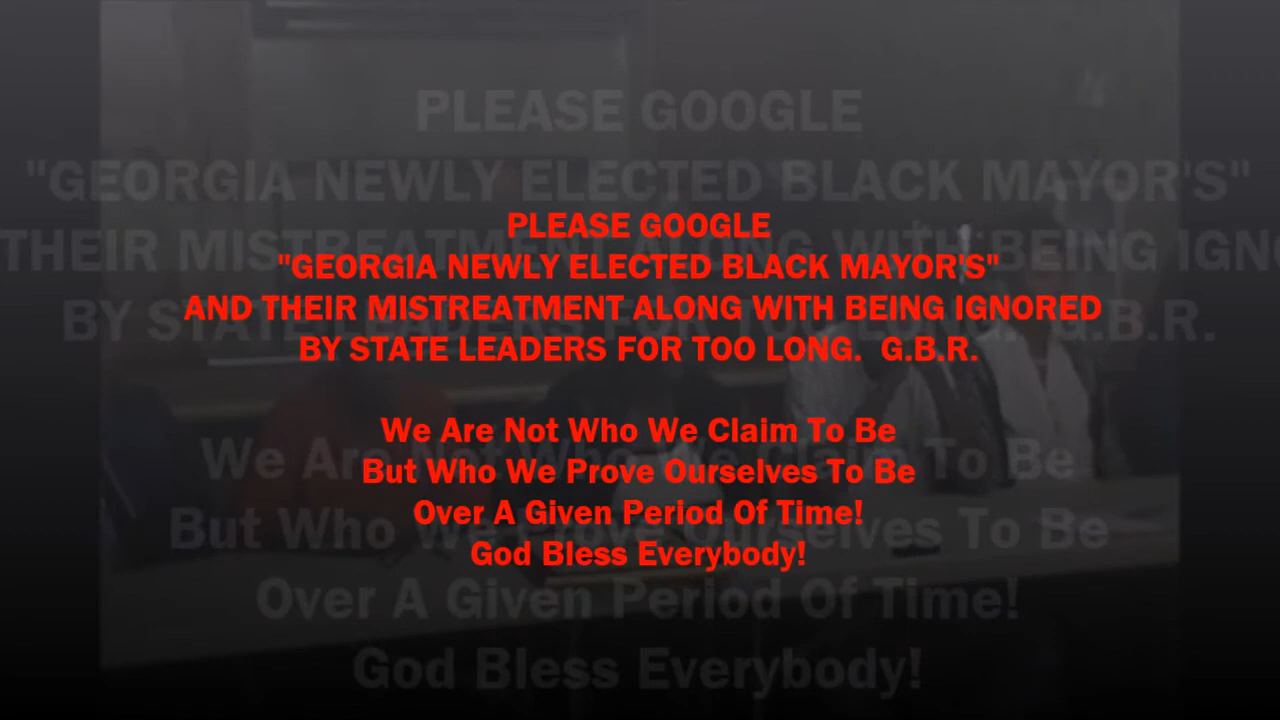 PLEASE GOOGLE
"GEORGIA NEWLY ELECTED BLACK MAYOR'S"
AND THEIR MISTREATMENT ALONG WITH BEING IGNORED
BY STATE LEADERS FOR TOO LONG.  G.B.R.
We Are Not Who We Claim To Be
But Who We Prove Ourselves To Be
Over A Given Period Of Time!
God Bless Everybody!